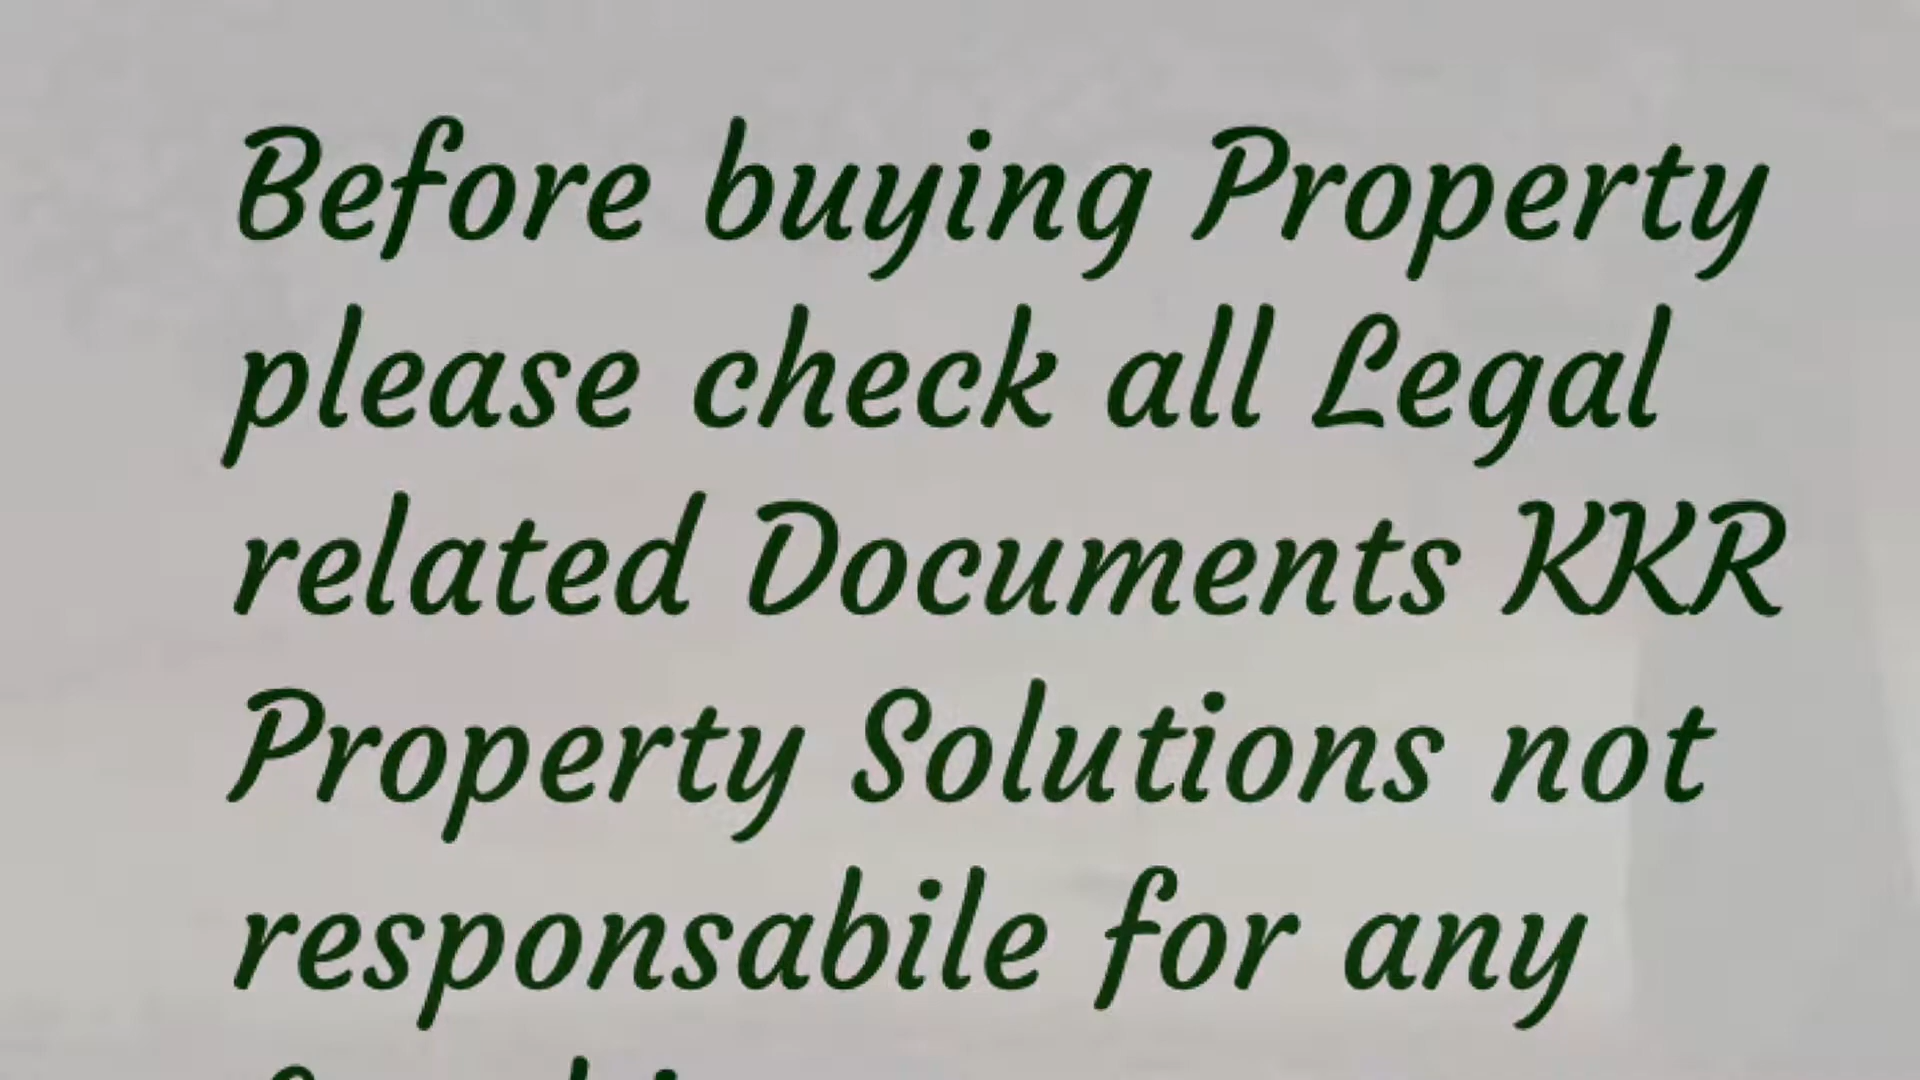 Before buying Property
please check all Legal
related Documents KKR
Property Solutions not
responsabile for any